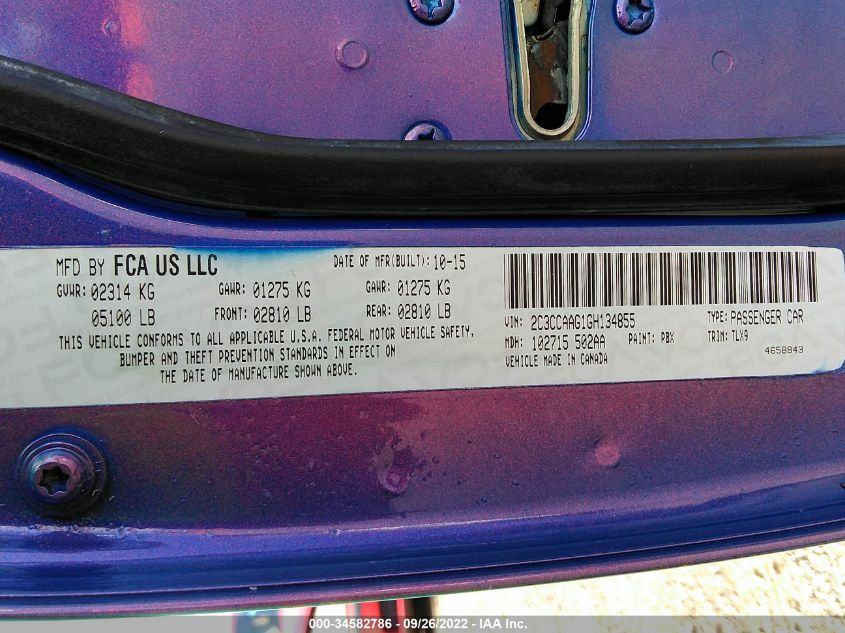 MFD BY FCA US LLC
DATE OF MFR(BUILT): 10-15
GVWR: 02314 KG GAWR: 01275 KG GAWR: 01275 KG
05100 LB FRONT: 02810 LB REAR: 02810 LB
THIS VEHICLE CONFORMS TO ALL APPLICABLE U.S.A. FEDERAL MOTOR VEHICLE SAFETY,
BUMPER AND THEFT PREVENTION STANDARDS IN EFFECT ON
THE DATE OF MANUFACTURE SHOWN ABOVE.
VIN: 2C3CCAAG1GH134855 TYPE: PASSENGER CAR
MDH: 102715 502AA PAINT: PBX TRIM: TLX9
VEHICLE MADE IN CANADA 4658843
000-34582786 - 09/26/2022 - IAA Inc.